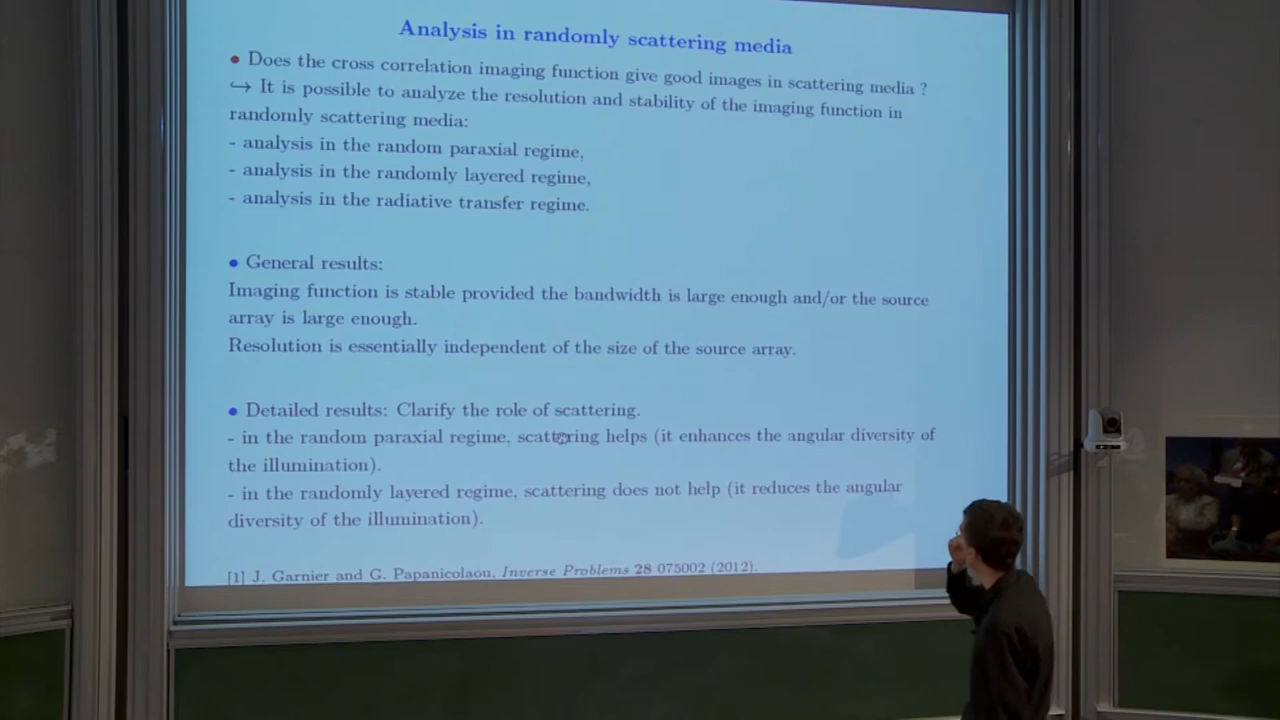 Analysis in randomly scattering media
• Does the cross correlation imaging function give good images in scattering media ?
↪ It is possible to analyze the resolution and stability of the imaging function in
randomly scattering media:
- analysis in the random paraxial regime,
- analysis in the randomly layered regime,
- analysis in the radiative transfer regime.
• General results:
Imaging function is stable provided the bandwidth is large enough and/or the source
array is large enough.
Resolution is essentially independent of the size of the source array.
• Detailed results: Clarify the role of scattering.
- in the random paraxial regime, scattering helps (it enhances the angular diversity of
the illumination).
- in the randomly layered regime, scattering does not help (it reduces the angular
diversity of the illumination).
[1] J. Garnier and G. Papanicolaou, Inverse Problems 28 075002 (2012).